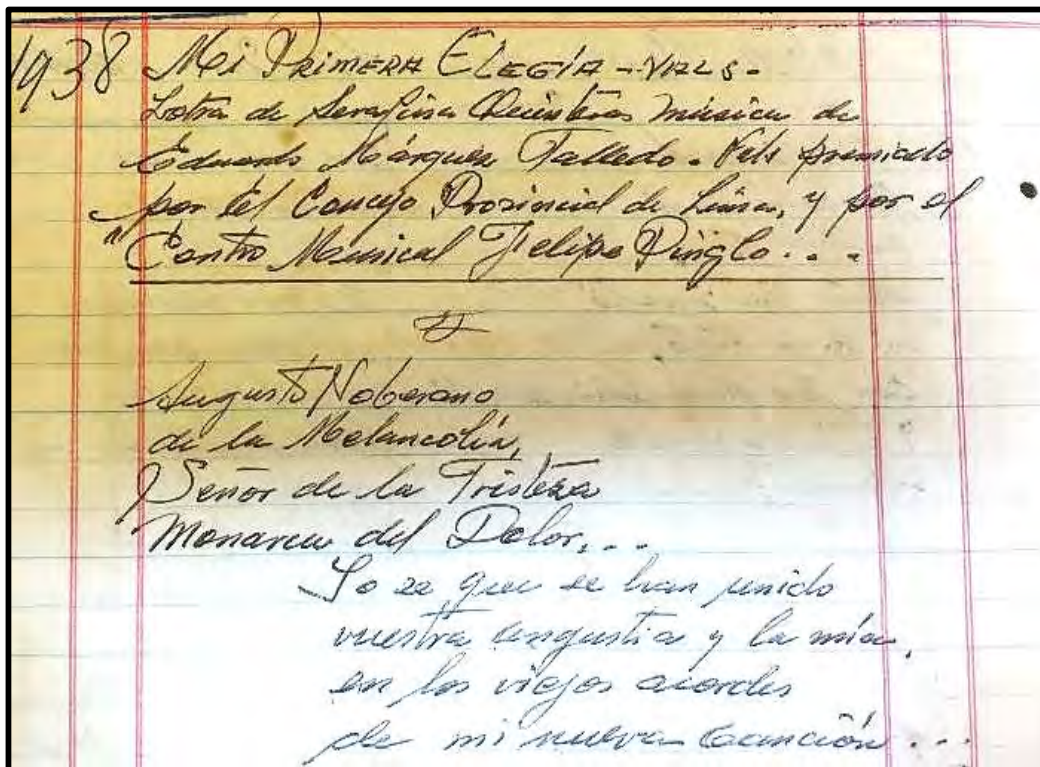 1938 Mi PRIMERA ELEGÍA - VALS -
Letra de Serafina Quinteras música de
Eduardo Márquez Talledo - Vals premiado
por el Concejo Provincial de Lima, y por el
"Centro Musical Felipe Pinglo...
Augusto Soberano
de la Melancolía,
Señor de la Tristeza
Monarca del Dolor,...
Yo se que se han unido
vuestra angustia y la mía,
en los viejos acordes
de mi nueva canción...